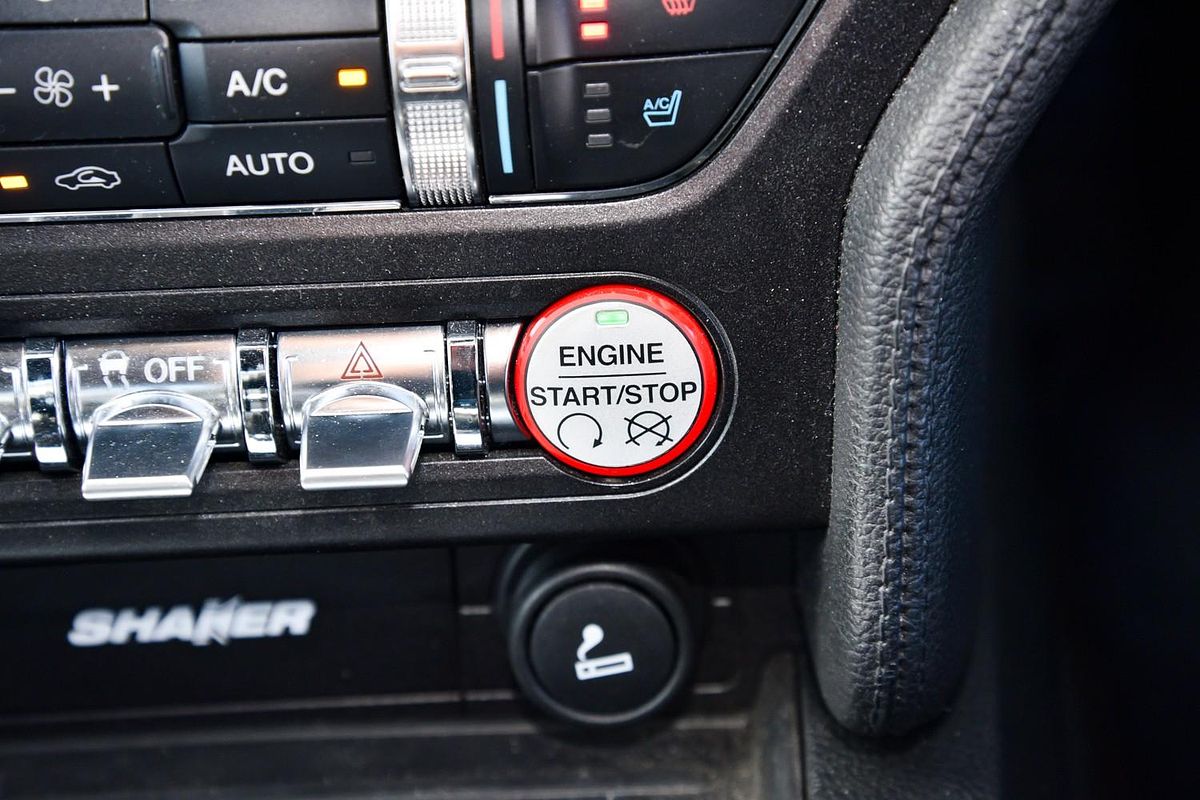 A/C
A/C
AUTO
OFF
ENGINE
START/STOP
SHAKER